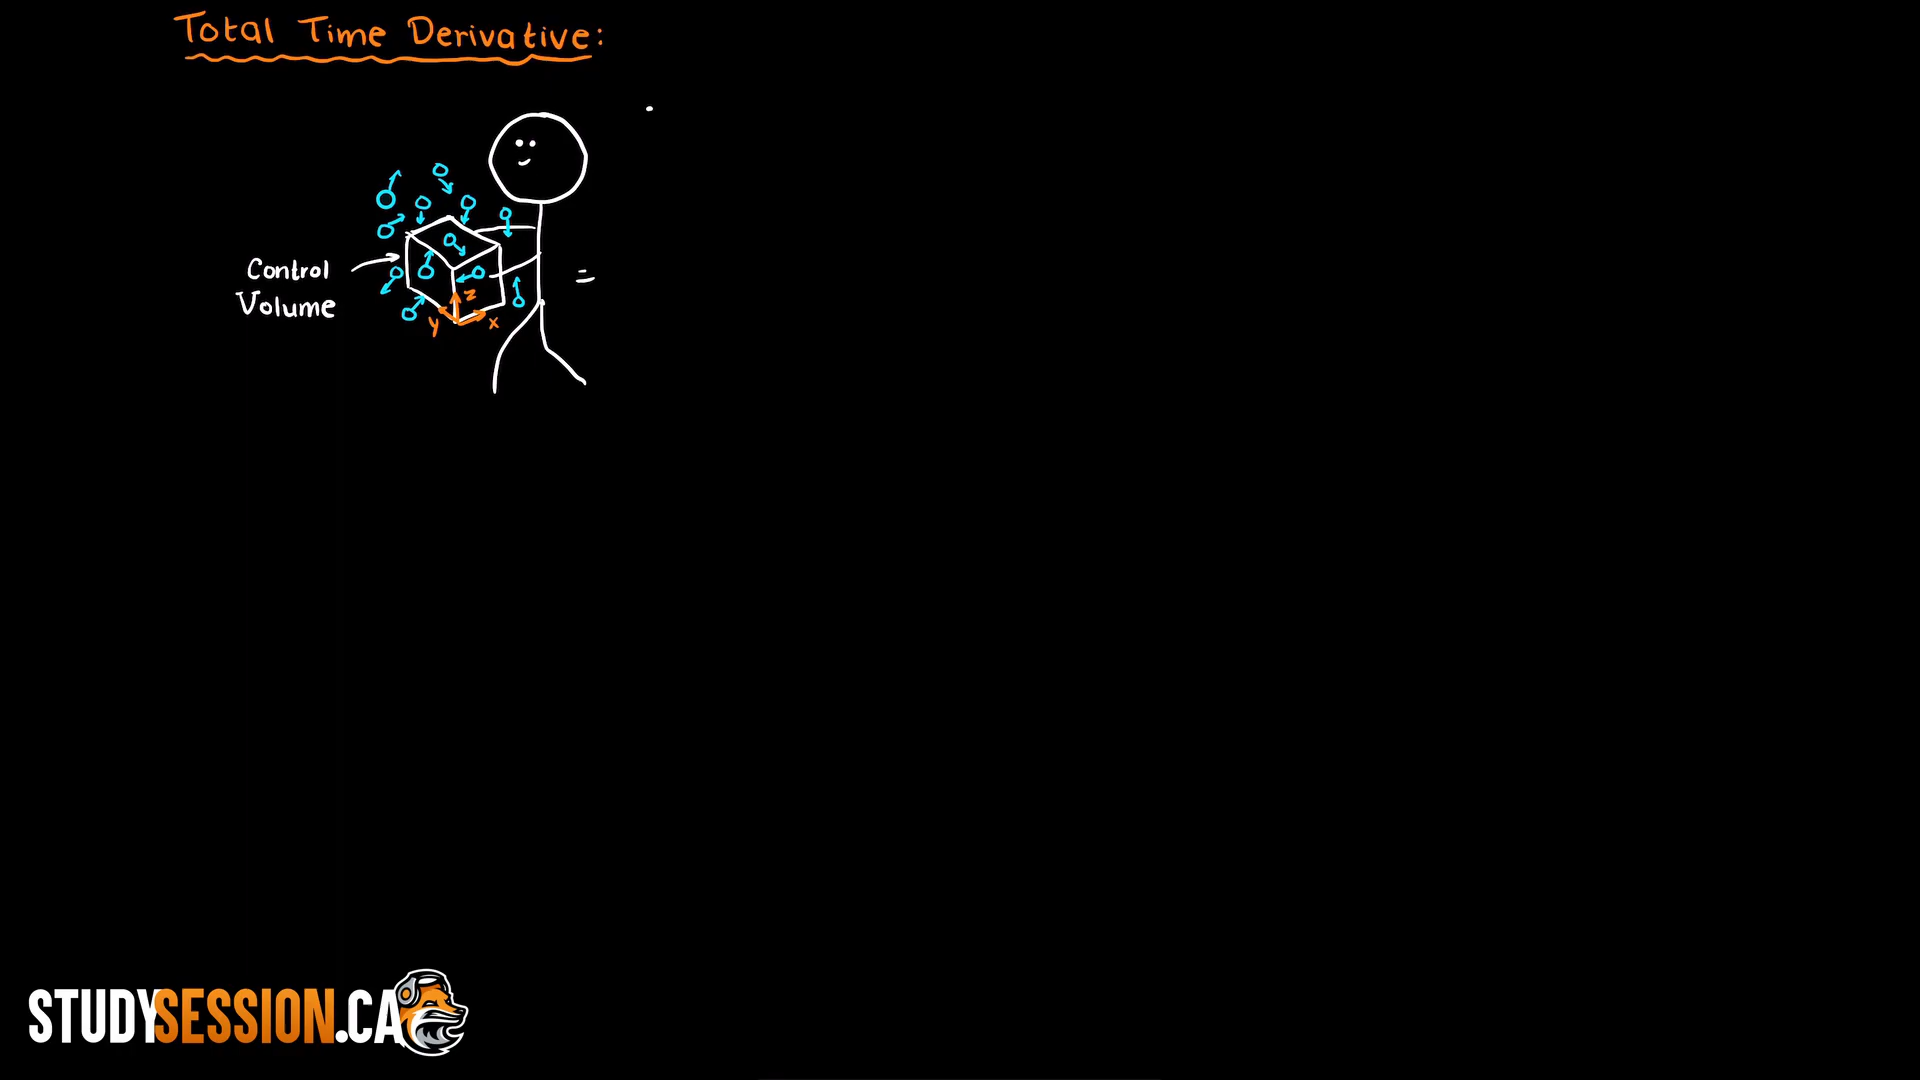 Total Time Derivative:
Control
Volume
=
z
y
x
STUDYSESSION.CA